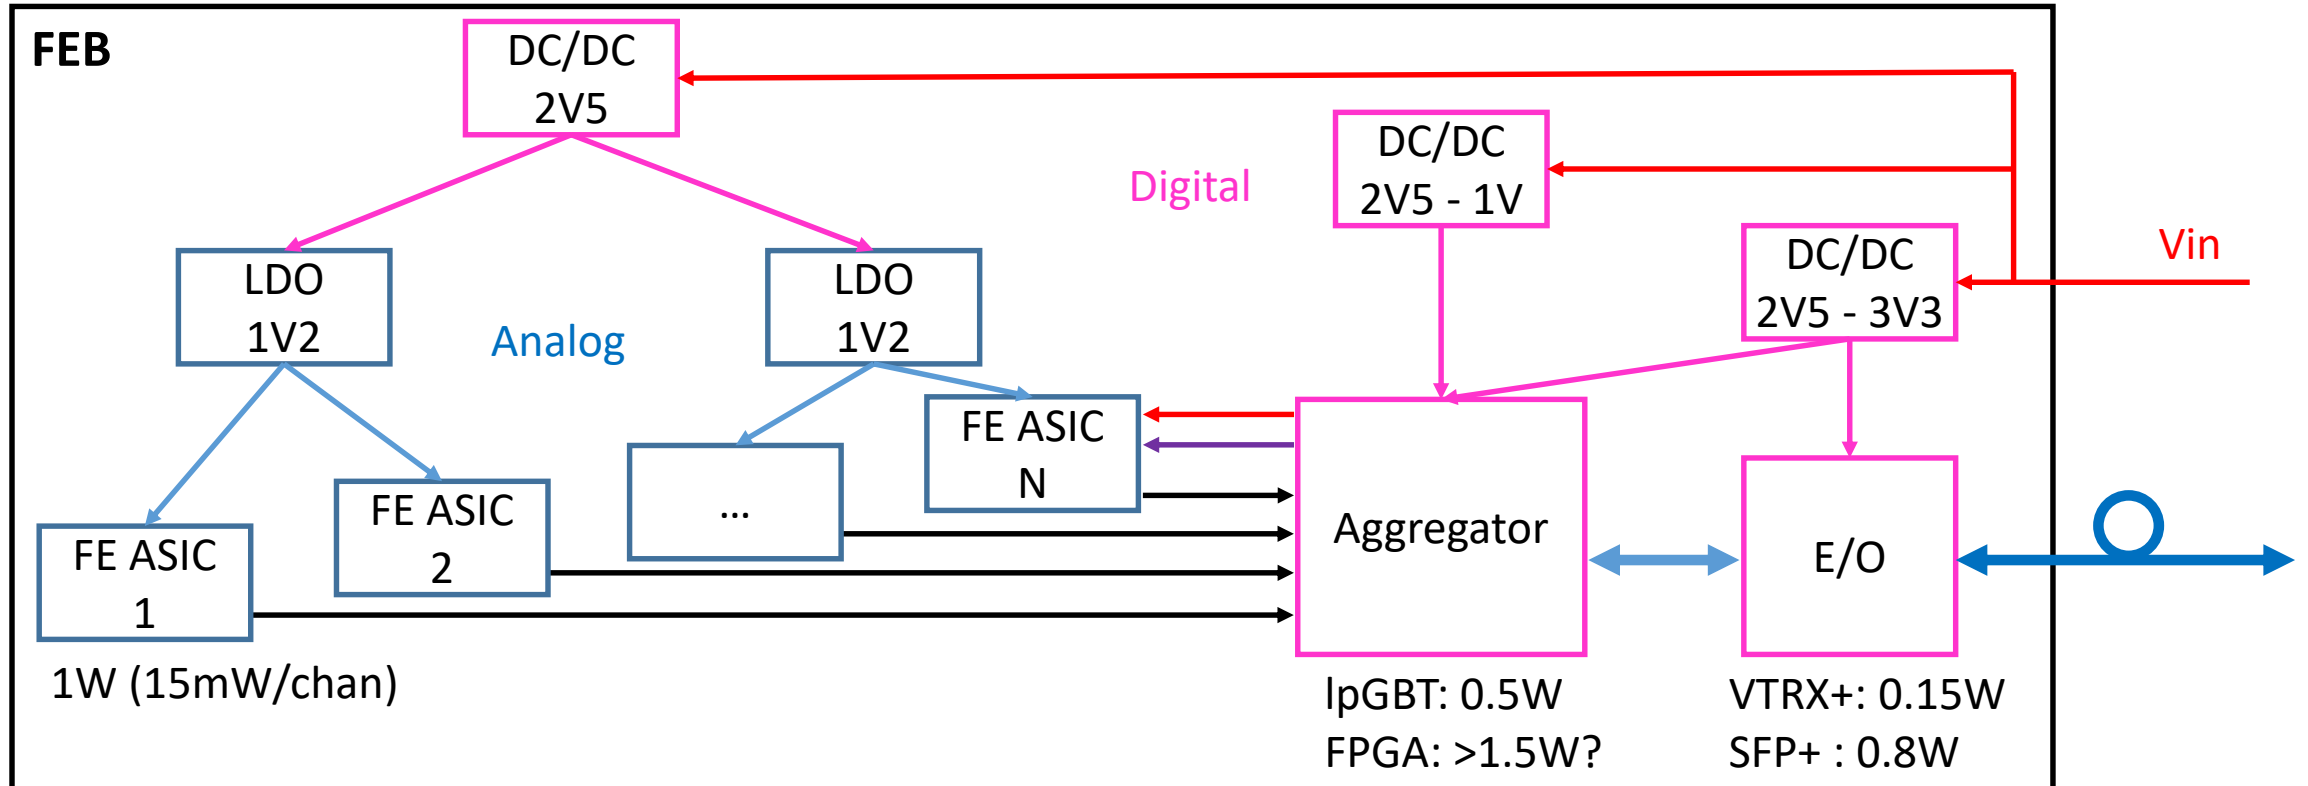 FEB
DC/DC
2V5
DC/DC
2V5 - 1V
Digital
DC/DC
2V5 - 3V3
Vin
LDO
1V2
Analog
LDO
1V2
FE ASIC
N
FE ASIC
2
...
FE ASIC
1
Aggregator
E/O
1W (15mW/chan)
lpGBT: 0.5W
FPGA: >1.5W?
VTRX+: 0.15W
SFP+ : 0.8W